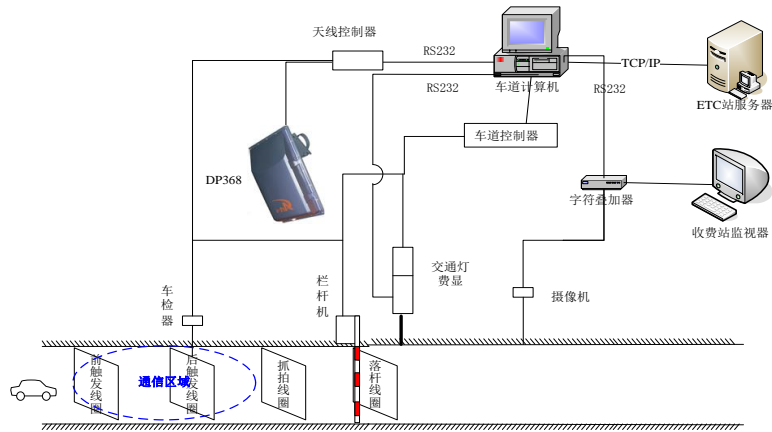 天线控制器
RS232
TCP/IP
RS232
车道计算机
RS232
ETC站服务器
车道控制器
DP368
字符叠加器
收费站监视器
交通灯
费显
栏杆机
车检器
摄像机
前触发线圈
通信区域
后触发线圈
抓拍线圈
落杆线圈